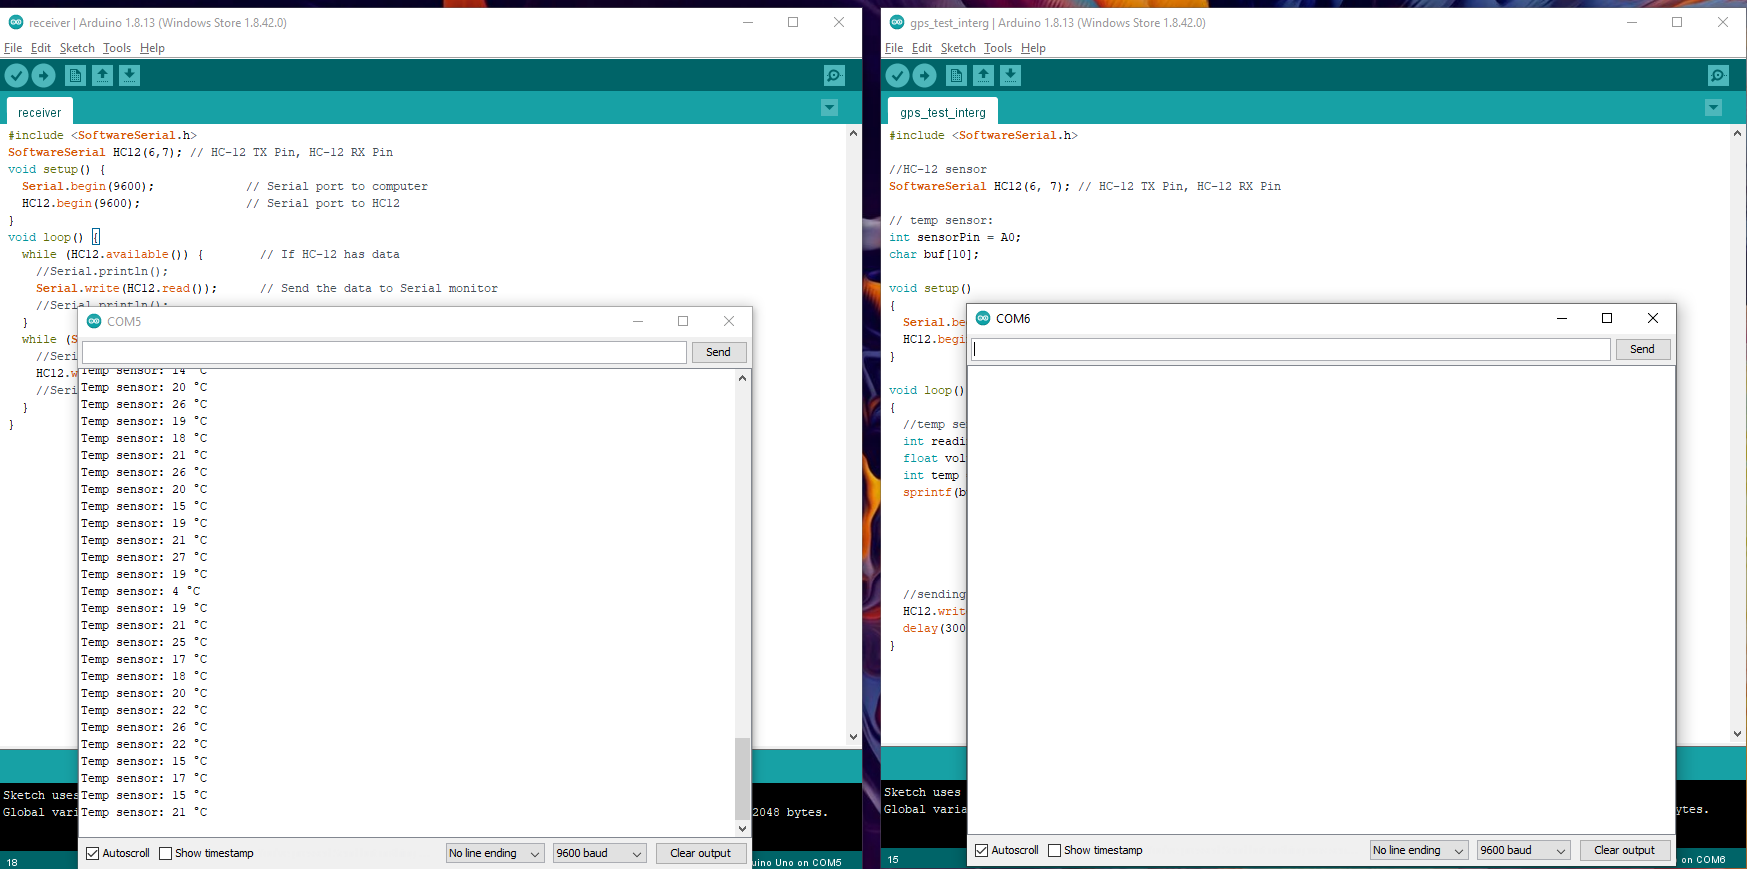 receiver | Arduino 1.8.13 (Windows Store 1.8.42.0)
File Edit Sketch Tools Help
receiver
#include <SoftwareSerial.h>
SoftwareSerial HC12(6,7); // HC-12 TX Pin, HC-12 RX Pin
void setup() {
Serial.begin(9600); // Serial port to computer
HC12.begin(9600); // Serial port to HC12
}
void loop() {
while (HC12.available()) { // If HC-12 has data
//Serial.println();
Serial.write(HC12.read()); // Send the data to Serial monitor
//Serial.println();
}
while (S
//Seri
HC12.w
//Seri
}
}
COM5
Send
Temp sensor: 14 °C
Temp sensor: 20 °C
Temp sensor: 26 °C
Temp sensor: 19 °C
Temp sensor: 18 °C
Temp sensor: 21 °C
Temp sensor: 26 °C
Temp sensor: 20 °C
Temp sensor: 15 °C
Temp sensor: 19 °C
Temp sensor: 21 °C
Temp sensor: 27 °C
Temp sensor: 19 °C
Temp sensor: 4 °C
Temp sensor: 19 °C
Temp sensor: 21 °C
Temp sensor: 25 °C
Temp sensor: 17 °C
Temp sensor: 18 °C
Temp sensor: 20 °C
Temp sensor: 22 °C
Temp sensor: 26 °C
Temp sensor: 22 °C
Temp sensor: 15 °C
Temp sensor: 17 °C
Temp sensor: 15 °C
Temp sensor: 21 °C
Autoscroll Show timestamp No line ending 9600 baud Clear output
Sketch uses
Global vari 2048 bytes.
18 uino Uno on COM5
gps_test_interg | Arduino 1.8.13 (Windows Store 1.8.42.0)
File Edit Sketch Tools Help
gps_test_interg
#include <SoftwareSerial.h>
//HC-12 sensor
SoftwareSerial HC12(6, 7); // HC-12 TX Pin, HC-12 RX Pin
// temp sensor:
int sensorPin = A0;
char buf[10];
void setup()
{
Serial.be
HC12.begi
}
void loop()
{
//temp se
int readi
float vol
int temp
sprintf(b
//sending
HC12.writ
delay(300
}
COM6
Send
Autoscroll Show timestamp No line ending 9600 baud Clear output
Sketch uses
Global varia ytes.
15 on COM6